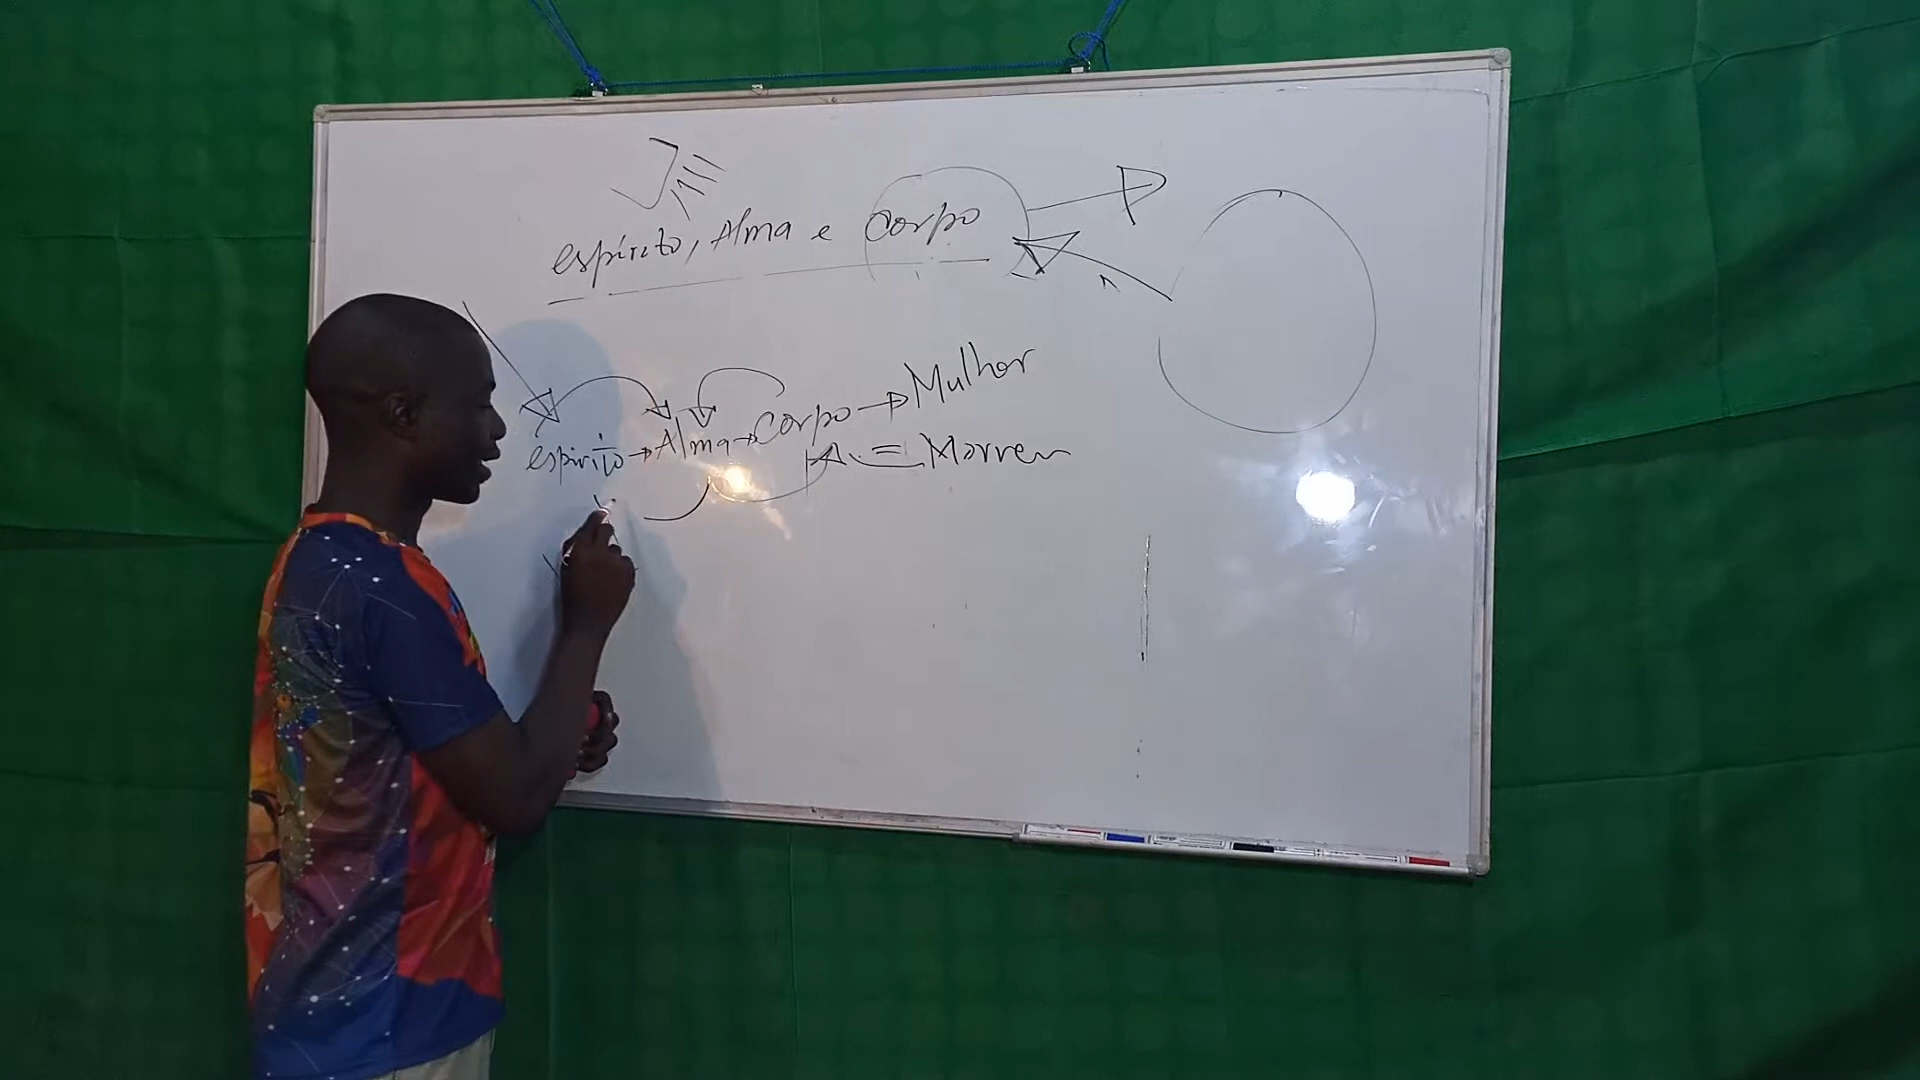 espírito, Alma e corpo
espírito → Alma → corpo → Mulher
A. = Morrer